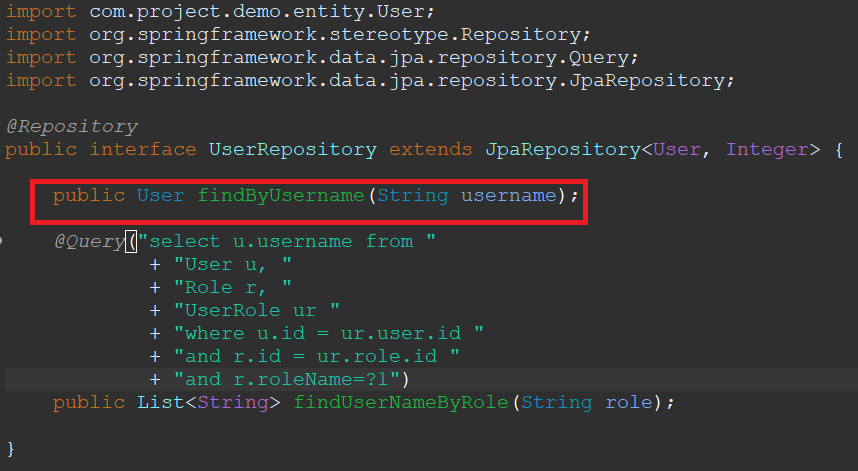 import com.project.demo.entity.User;
import org.springframework.stereotype.Repository;
import org.springframework.data.jpa.repository.Query;
import org.springframework.data.jpa.repository.JpaRepository;
@Repository
public interface UserRepository extends JpaRepository<User, Integer> {
public User findByUsername(String username);
@Query("select u.username from "
+ "User u, "
+ "Role r, "
+ "UserRole ur "
+ "where u.id = ur.user.id "
+ "and r.id = ur.role.id "
+ "and r.roleName=?1")
public List<String> findUserNameByRole(String role);
}